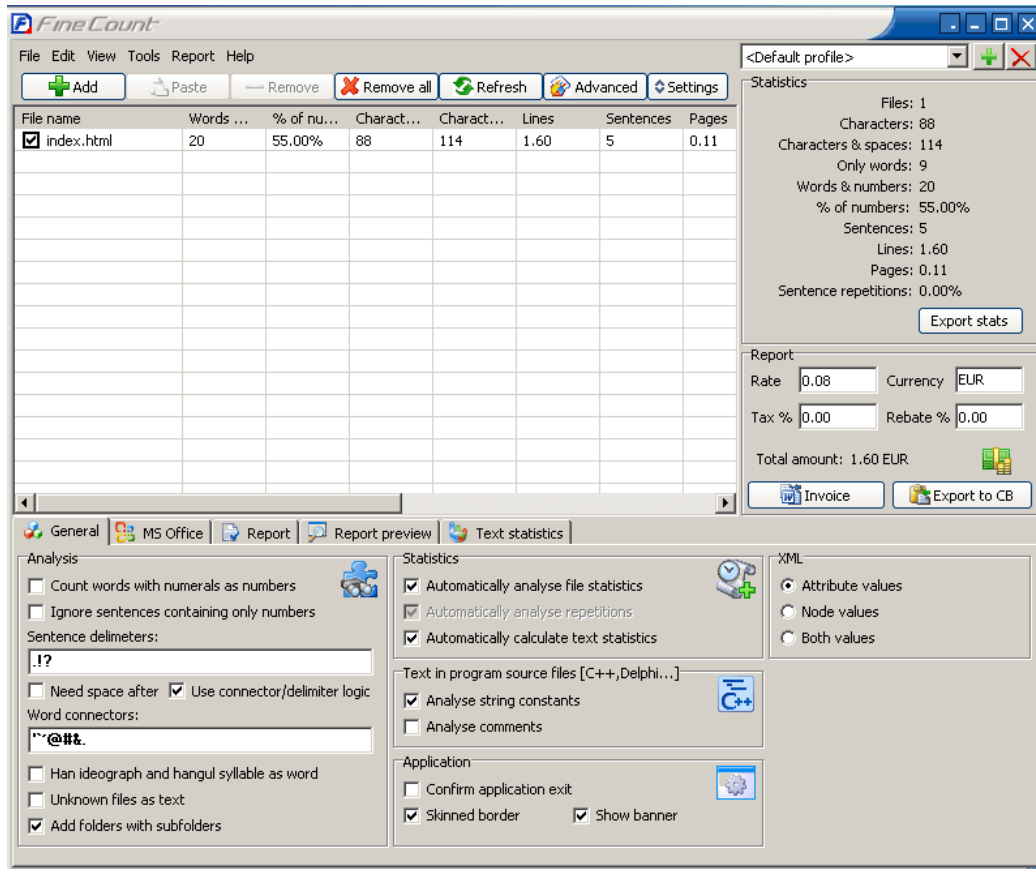 FineCount
File Edit View Tools Report Help
<Default profile>
Add Paste Remove Remove all Refresh Advanced Settings
File name Words ... % of nu... Charact... Charact... Lines Sentences Pages
index.html 20 55.00% 88 114 1.60 5 0.11
Statistics
Files: 1
Characters: 88
Characters & spaces: 114
Only words: 9
Words & numbers: 20
% of numbers: 55.00%
Sentences: 5
Lines: 1.60
Pages: 0.11
Sentence repetitions: 0.00%
Export stats
Report
Rate 0.08 Currency EUR
Tax % 0.00 Rebate % 0.00
Total amount: 1.60 EUR
Invoice Export to CB
General MS Office Report Report preview Text statistics
Analysis
Count words with numerals as numbers
Ignore sentences containing only numbers
Sentence delimeters:
.!?
Need space after Use connector/delimiter logic
Word connectors:
'"`´@#&.
Han ideograph and hangul syllable as word
Unknown files as text
Add folders with subfolders
Statistics
Automatically analyse file statistics
Automatically analyse repetitions
Automatically calculate text statistics
Text in program source files [C++,Delphi...]
C++
Analyse string constants
Analyse comments
Application
Confirm application exit
Skinned border Show banner
XML
Attribute values
Node values
Both values